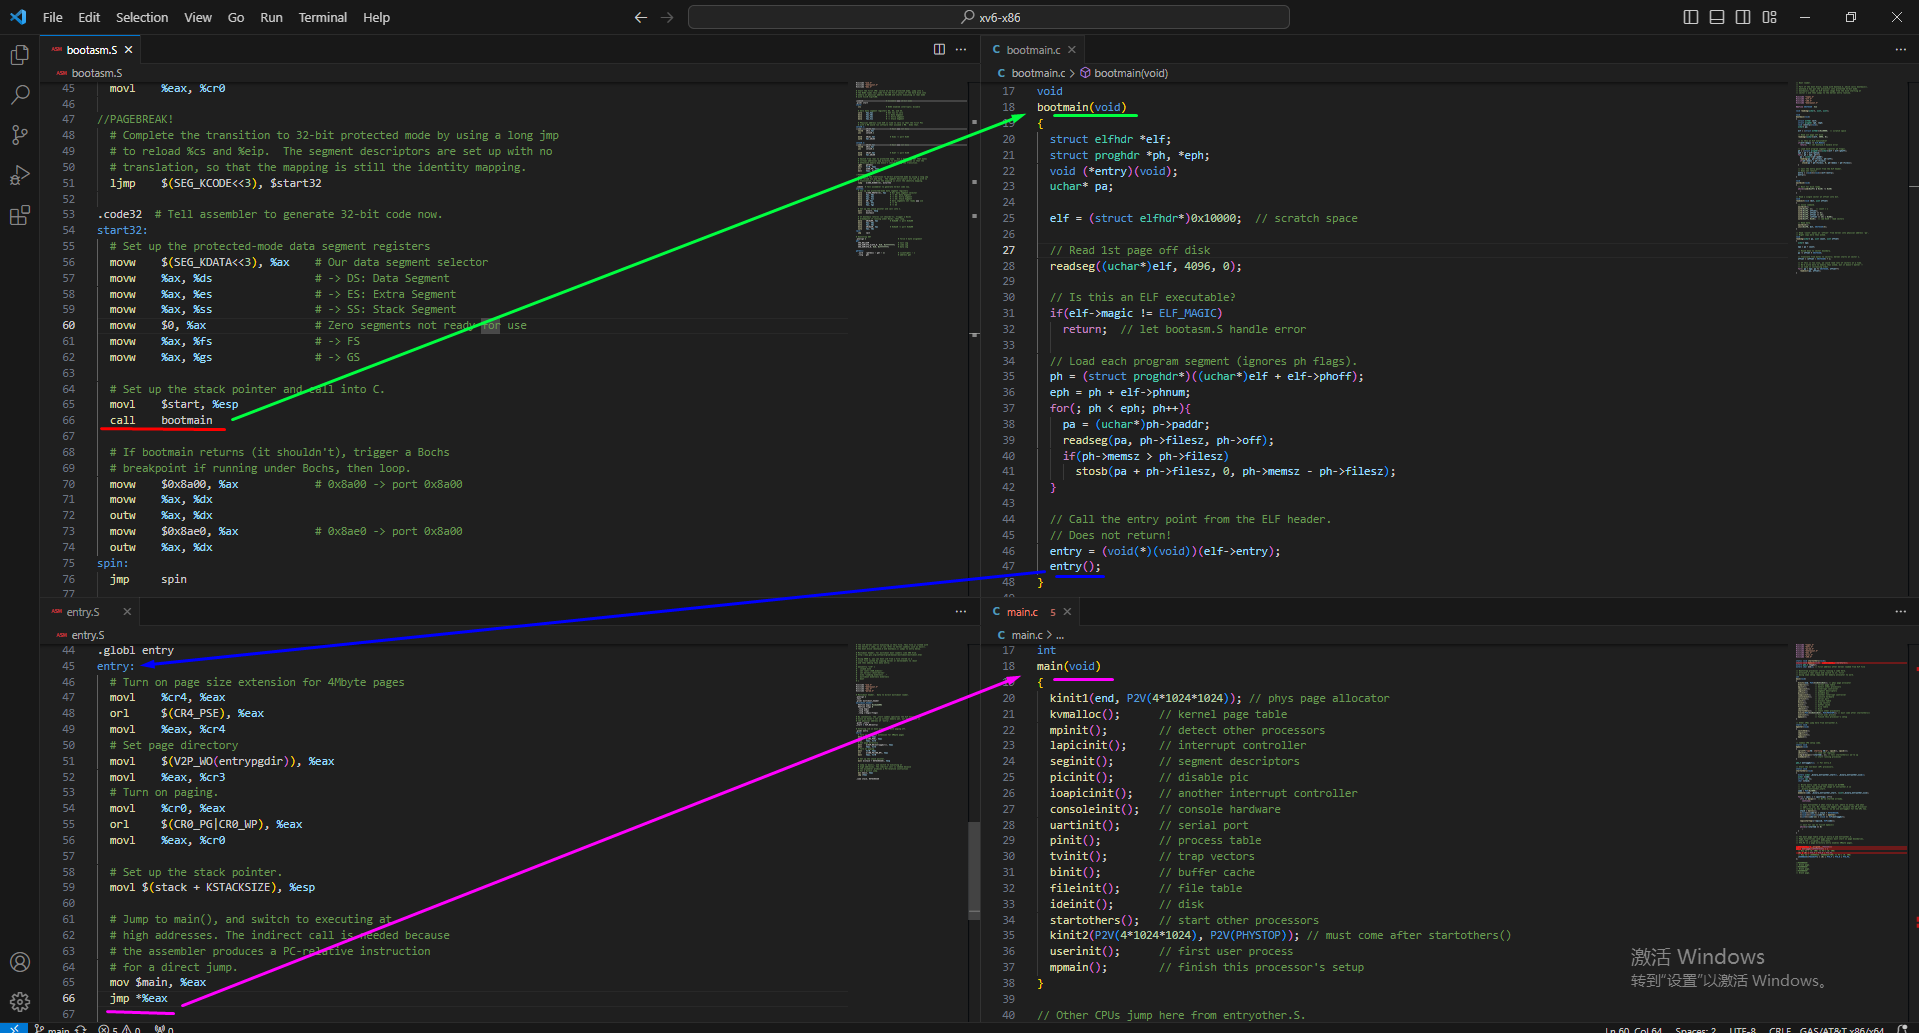 File Edit Selection View Go Run Terminal Help
xv6-x86
bootasm.S
bootasm.S
45 movl %eax, %cr0
46
47 //PAGEBREAK!
48 # Complete the transition to 32-bit protected mode by using a long jmp
49 # to reload %cs and %eip. The segment descriptors are set up with no
50 # translation, so that the mapping is still the identity mapping.
51 ljmp $(SEG_KCODE<<3), $start32
52
53 .code32 # Tell assembler to generate 32-bit code now.
54 start32:
55 # Set up the protected-mode data segment registers
56 movw $(SEG_KDATA<<3), %ax # Our data segment selector
57 movw %ax, %ds # -> DS: Data Segment
58 movw %ax, %es # -> ES: Extra Segment
59 movw %ax, %ss # -> SS: Stack Segment
60 movw $0, %ax # Zero segments not ready for use
61 movw %ax, %fs # -> FS
62 movw %ax, %gs # -> GS
63
64 # Set up the stack pointer and call into C.
65 movl $start, %esp
66 call bootmain
67
68 # If bootmain returns (it shouldn't), trigger a Bochs
69 # breakpoint if running under Bochs, then loop.
70 movw $0x8a00, %ax # 0x8a00 -> port 0x8a00
71 movw %ax, %dx
72 outw %ax, %dx
73 movw $0x8ae0, %ax # 0x8ae0 -> port 0x8a00
74 outw %ax, %dx
75 spin:
76 jmp spin
77
bootmain.c
bootmain.c > bootmain(void)
17 void
18 bootmain(void)
19 {
20 struct elfhdr *elf;
21 struct proghdr *ph, *eph;
22 void (*entry)(void);
23 uchar* pa;
24
25 elf = (struct elfhdr*)0x10000; // scratch space
26
27 // Read 1st page off disk
28 readseg((uchar*)elf, 4096, 0);
29
30 // Is this an ELF executable?
31 if(elf->magic != ELF_MAGIC)
32 return; // let bootasm.S handle error
33
34 // Load each program segment (ignores ph flags).
35 ph = (struct proghdr*)((uchar*)elf + elf->phoff);
36 eph = ph + elf->phnum;
37 for(; ph < eph; ph++){
38 pa = (uchar*)ph->paddr;
39 readseg(pa, ph->filesz, ph->off);
40 if(ph->memsz > ph->filesz)
41 stosb(pa + ph->filesz, 0, ph->memsz - ph->filesz);
42 }
43
44 // Call the entry point from the ELF header.
45 // Does not return!
46 entry = (void(*)(void))(elf->entry);
47 entry();
48 }
entry.S
entry.S
44 .globl entry
45 entry:
46 # Turn on page size extension for 4Mbyte pages
47 movl %cr4, %eax
48 orl $(CR4_PSE), %eax
49 movl %eax, %cr4
50 # Set page directory
51 movl $(V2P_WO(entrypgdir)), %eax
52 movl %eax, %cr3
53 # Turn on paging.
54 movl %cr0, %eax
55 orl $(CR0_PG|CR0_WP), %eax
56 movl %eax, %cr0
57
58 # Set up the stack pointer.
59 movl $(stack + KSTACKSIZE), %esp
60
61 # Jump to main(), and switch to executing at
62 # high addresses. The indirect call is needed because
63 # the assembler produces a PC-relative instruction
64 # for a direct jump.
65 mov $main, %eax
66 jmp *%eax
67
main.c 5
main.c > ...
17 int
18 main(void)
19 {
20 kinit1(end, P2V(4*1024*1024)); // phys page allocator
21 kvmalloc(); // kernel page table
22 mpinit(); // detect other processors
23 lapicinit(); // interrupt controller
24 seginit(); // segment descriptors
25 picinit(); // disable pic
26 ioapicinit(); // another interrupt controller
27 consoleinit(); // console hardware
28 uartinit(); // serial port
29 pinit(); // process table
30 tvinit(); // trap vectors
31 binit(); // buffer cache
32 fileinit(); // file table
33 ideinit(); // disk
34 startothers(); // start other processors
35 kinit2(P2V(4*1024*1024), P2V(PHYSTOP)); // must come after startothers()
36 userinit(); // first user process
37 mpmain(); // finish this processor's setup
38 }
39
40 // Other CPUs jump here from entryother.S.
激活 Windows
转到“设置”以激活 Windows。
main 5 0 0 Ln 60, Col 64 Spaces: 2 UTF-8 CRLF GAS/AT&T x86/x64